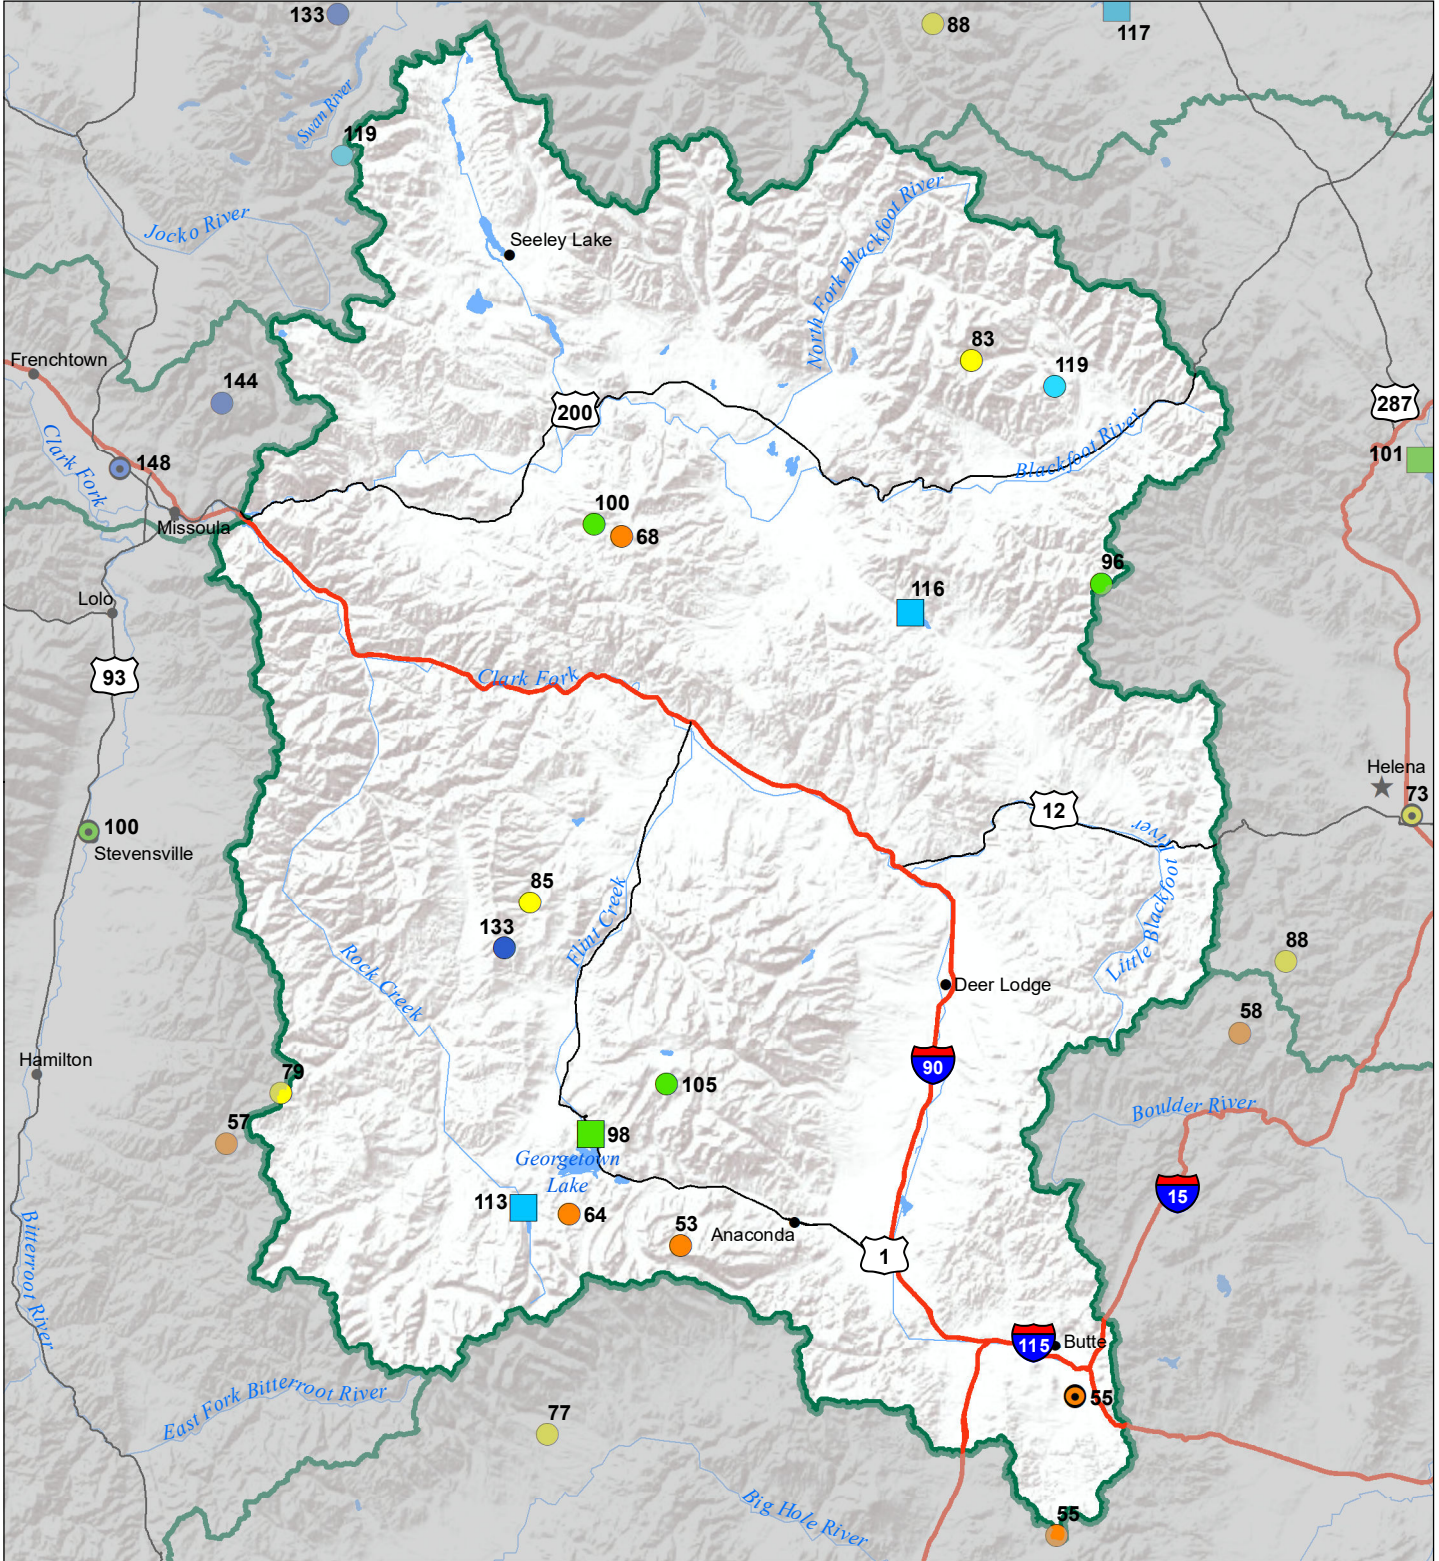 133
88
117
Swan River
119
Jocko River
Seeley Lake
North Fork Blackfoot River
Frenchtown
144
83
119
200
287
Clark Fork
148
101
Blackfoot River
100
68
Missoula
96
116
Lolo
93
Clark Fork
Helena
73
12
100
Stevensville
Little Blackfoot River
85
133
Flint Creek
Rock Creek
88
Deer Lodge
58
Hamilton
79
90
105
57
Boulder River
98
Georgetown
Lake
15
113
64
53
Anaconda
1
Bitterroot River
115
Butte
55
East Fork Bitterroot River
77
Big Hole River
55